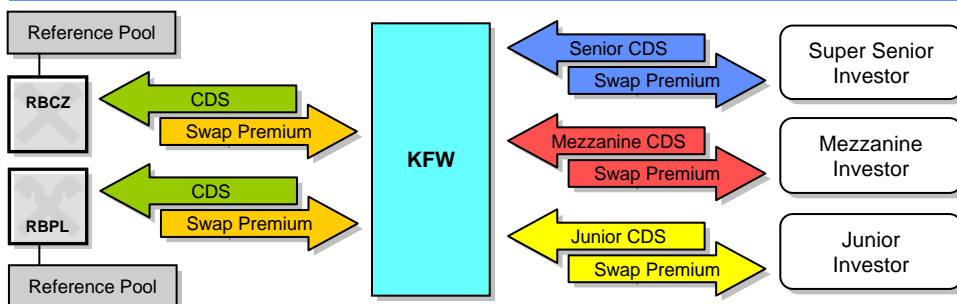 Reference Pool
RBCZ
CDS
Swap Premium
RBPL
CDS
Swap Premium
Reference Pool
KFW
Senior CDS
Swap Premium
Mezzanine CDS
Swap Premium
Junior CDS
Swap Premium
Super Senior
Investor
Mezzanine
Investor
Junior
Investor